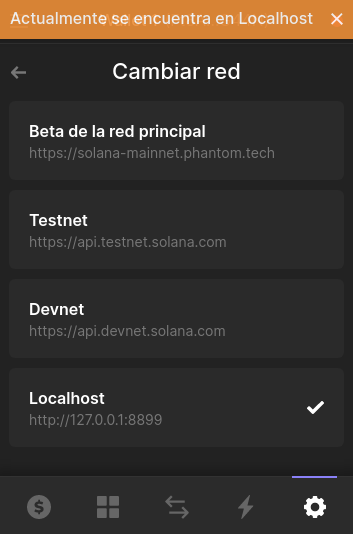 Actualmente se encuentra en Localhost
Cambiar red
Beta de la red principal
https://solana-mainnet.phantom.tech
Testnet
https://api.testnet.solana.com
Devnet
https://api.devnet.solana.com
Localhost
http://127.0.0.1:8899